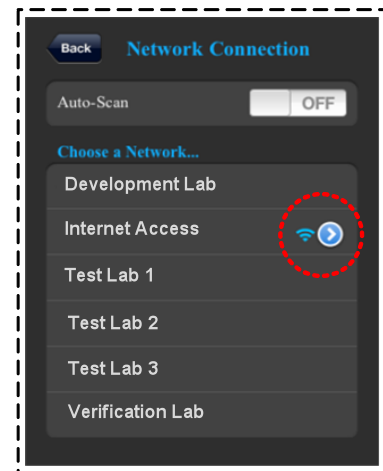 Back Network Connection
Auto-Scan OFF
Choose a Network...
Development Lab
Internet Access
Test Lab 1
Test Lab 2
Test Lab 3
Verification Lab